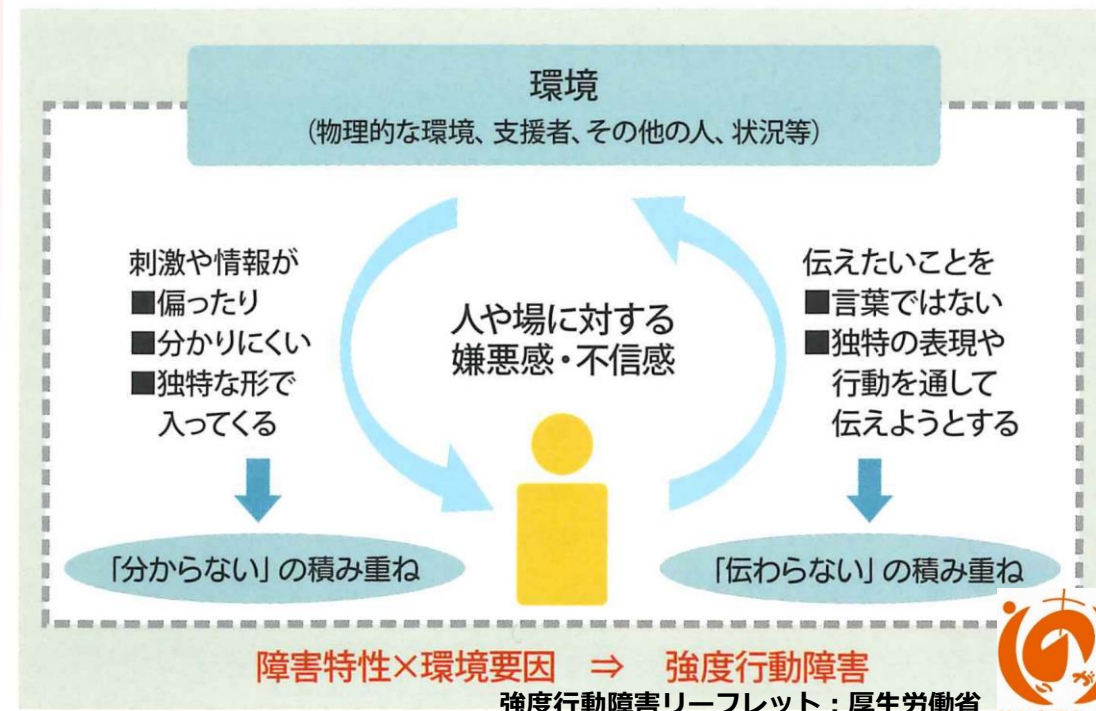 環境
(物理的な環境、支援者、その他の人、状況等)
刺激や情報が
■偏ったり
■分かりにくい
■独特な形で
入ってくる
人や場に対する
嫌悪感・不信感
伝えたいことを
■言葉ではない
■独特の表現や
行動を通して
伝えようとする
「分からない」の積み重ね
「伝わらない」の積み重ね
障害特性×環境要因 ⇒ 強度行動障害
強度行動障害リーフレット:厚生労働省